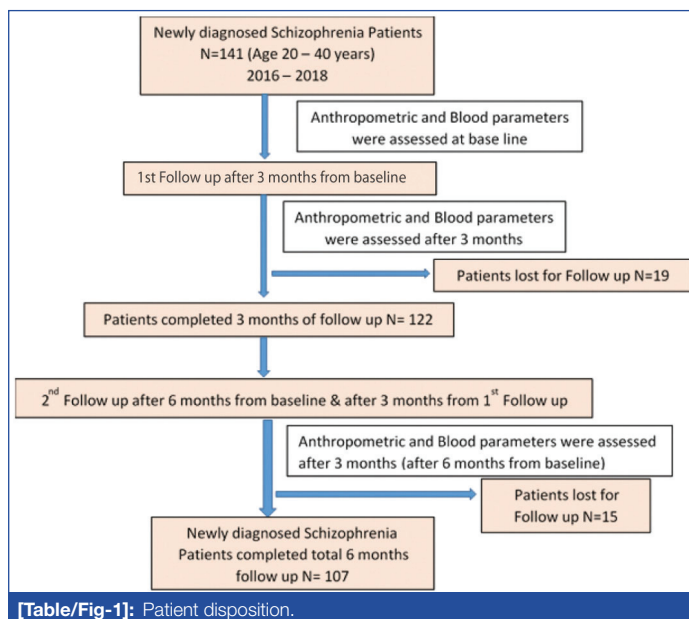 Newly diagnosed Schizophrenia Patients
N=141 (Age 20 – 40 years)
2016 – 2018
Anthropometric and Blood parameters
were assessed at base line
1st Follow up after 3 months from baseline
Anthropometric and Blood parameters
were assessed after 3 months
Patients lost for Follow up N=19
Patients completed 3 months of follow up N= 122
2nd Follow up after 6 months from baseline & after 3 months from 1st Follow up
Anthropometric and Blood parameters were assessed
after 3 months (after 6 months from baseline)
Patients lost for
Follow up N=15
Newly diagnosed Schizophrenia
Patients completed total 6 months
follow up N= 107
[Table/Fig-1]: Patient disposition.